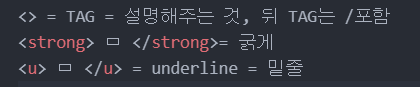 <> = TAG = 설명해주는 것, 뒤 TAG는 /포함
<strong> ㅁ </strong>= 굵게
<u> ㅁ </u> = underline = 밑줄